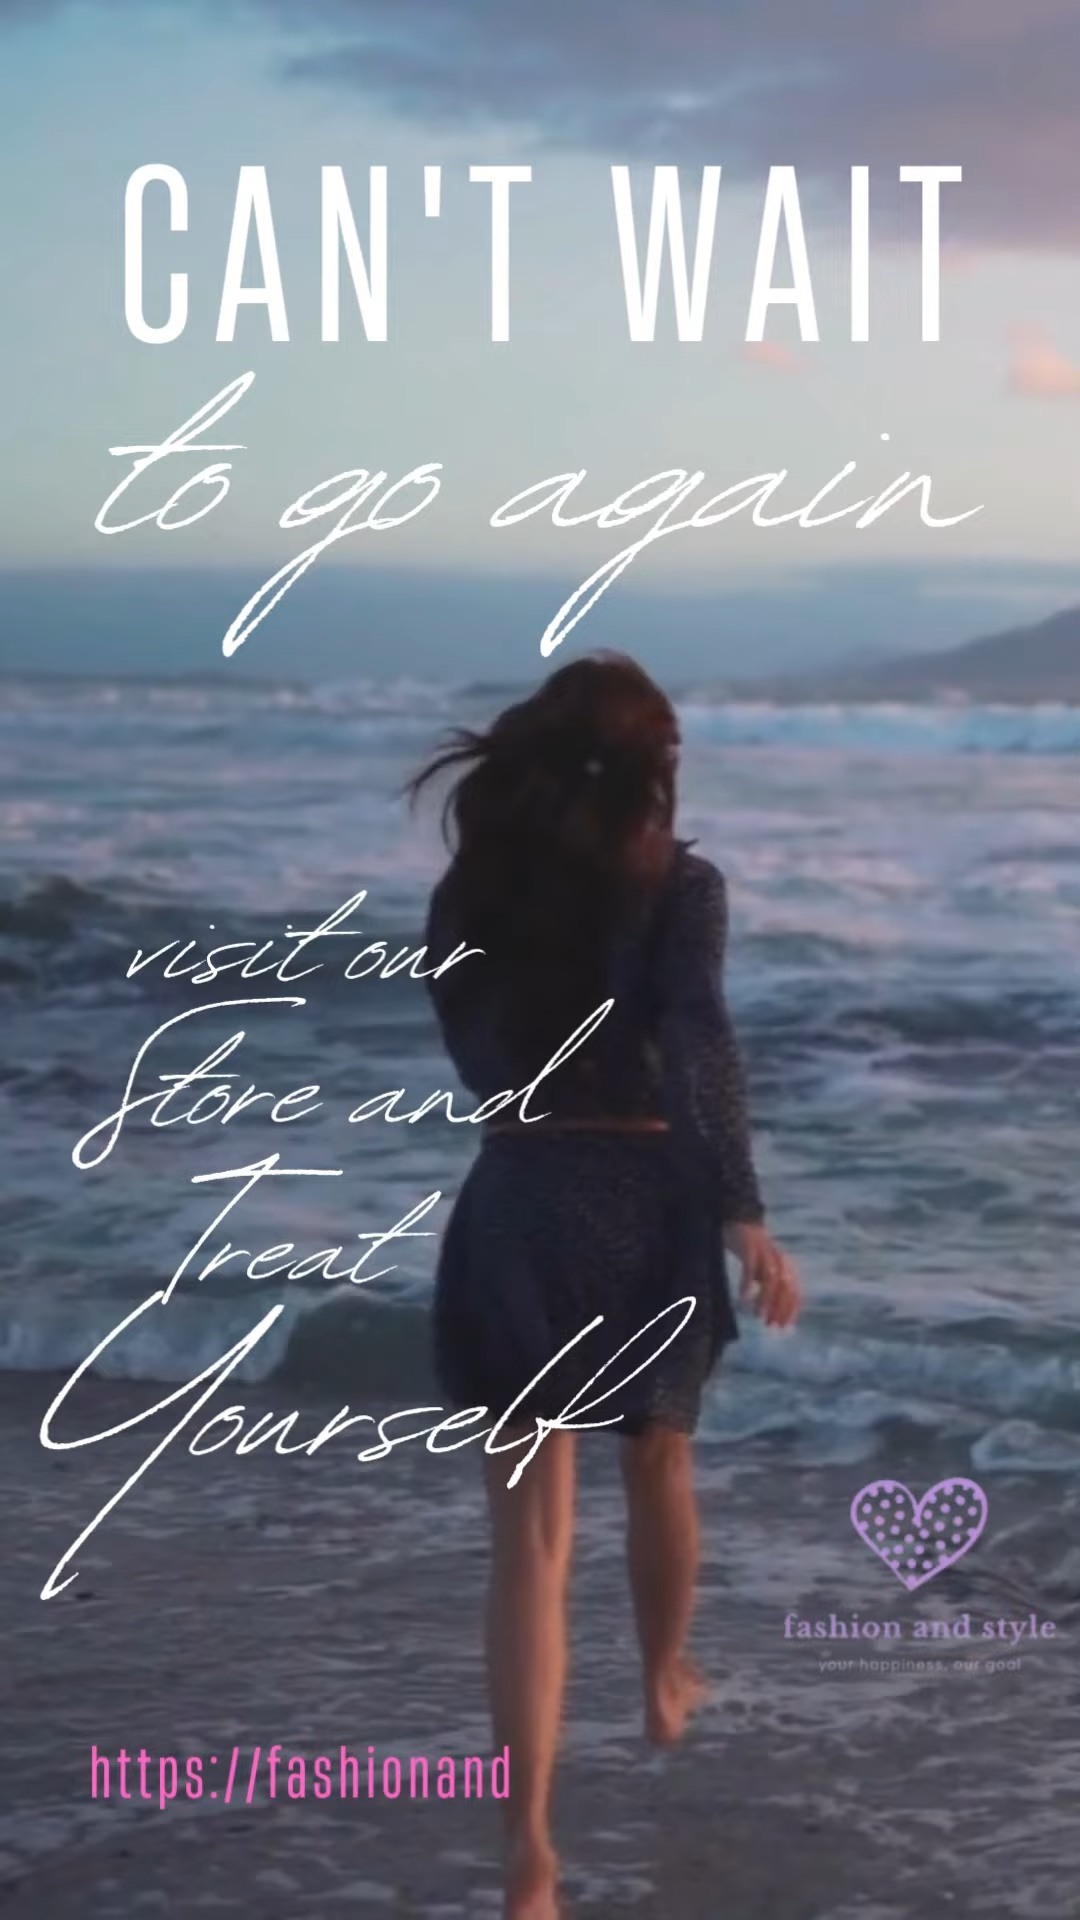 CAN'T WAIT
to go again
visit our
Store and
Treat
Yourself
fashion and style
your happiness, our goal
https://fashionand